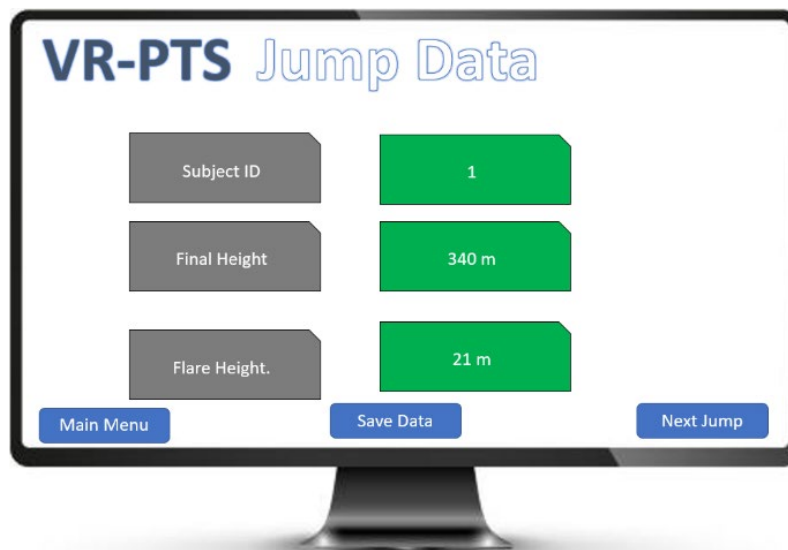 VR-PTS Jump Data
Subject ID
1
Final Height
340 m
Flare Height.
21 m
Main Menu
Save Data
Next Jump